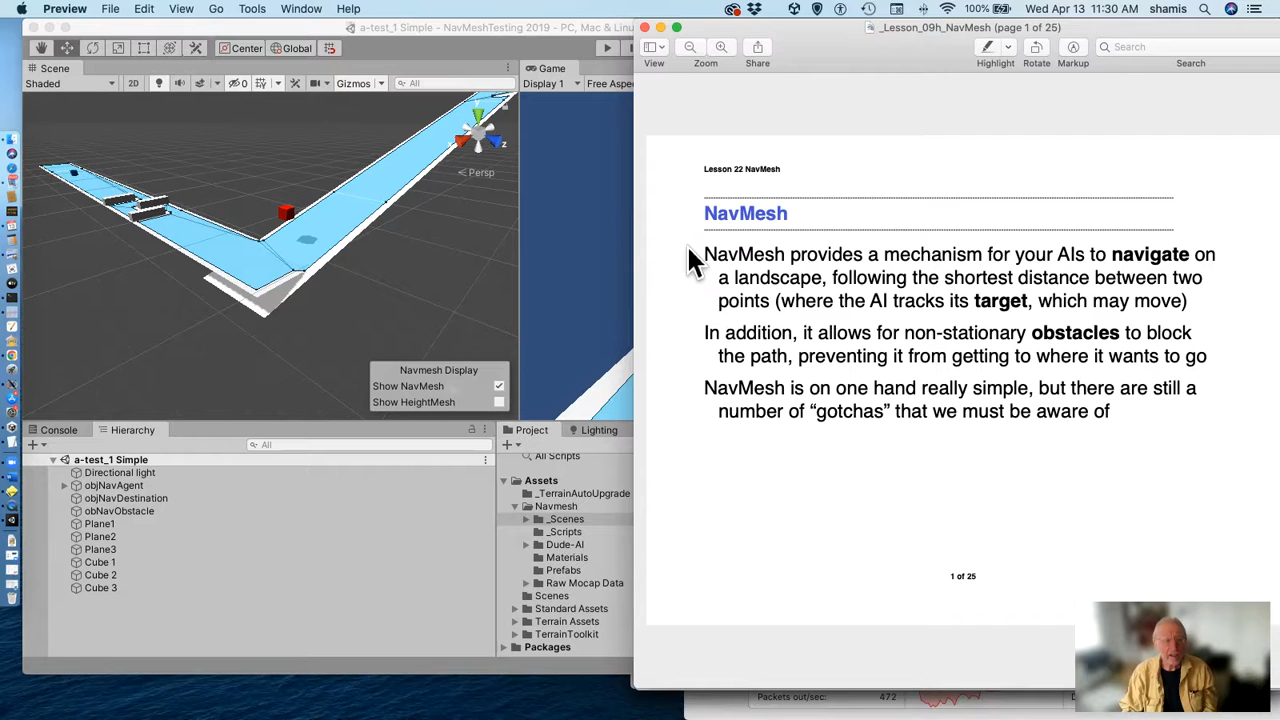 Preview File Edit View Go Tools Window Help
100% Wed Apr 13 11:30 AM shamis
a-test_1 Simple - NavMeshTesting 2019 - PC, Mac & Linu
Center Global
Scene
Shaded 2D 0 Gizmos All
Game
Display 1 Free Aspec
y
z
Persp
Navmesh Display
Show NavMesh
Show HeightMesh
Console Hierarchy
All
a-test_1 Simple
Directional light
objNavAgent
objNavDestination
obNavObstacle
Plane1
Plane2
Plane3
Cube 1
Cube 2
Cube 3
Project Lighting
All Scripts
Assets
_TerrainAutoUpgrade
Navmesh
_Scenes
_Scripts
Dude-AI
Materials
Prefabs
Raw Mocap Data
Scenes
Standard Assets
Terrain Assets
TerrainToolkit
Packages
_Lesson_09h_NavMesh (page 1 of 25)
View Zoom Share Highlight Rotate Markup Search
Search
Lesson 22 NavMesh
NavMesh
NavMesh provides a mechanism for your AIs to navigate on
a landscape, following the shortest distance between two
points (where the AI tracks its target, which may move)
In addition, it allows for non-stationary obstacles to block
the path, preventing it from getting to where it wants to go
NavMesh is on one hand really simple, but there are still a
number of “gotchas” that we must be aware of
1 of 25
Packets out/sec: 472